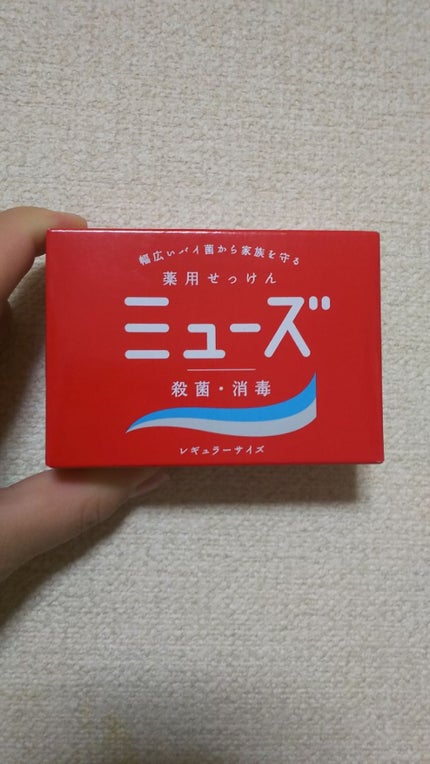 幅広いバイ菌から家族を守る
薬用せっけん
ミューズ
殺菌・消毒
レギュラーサイズ